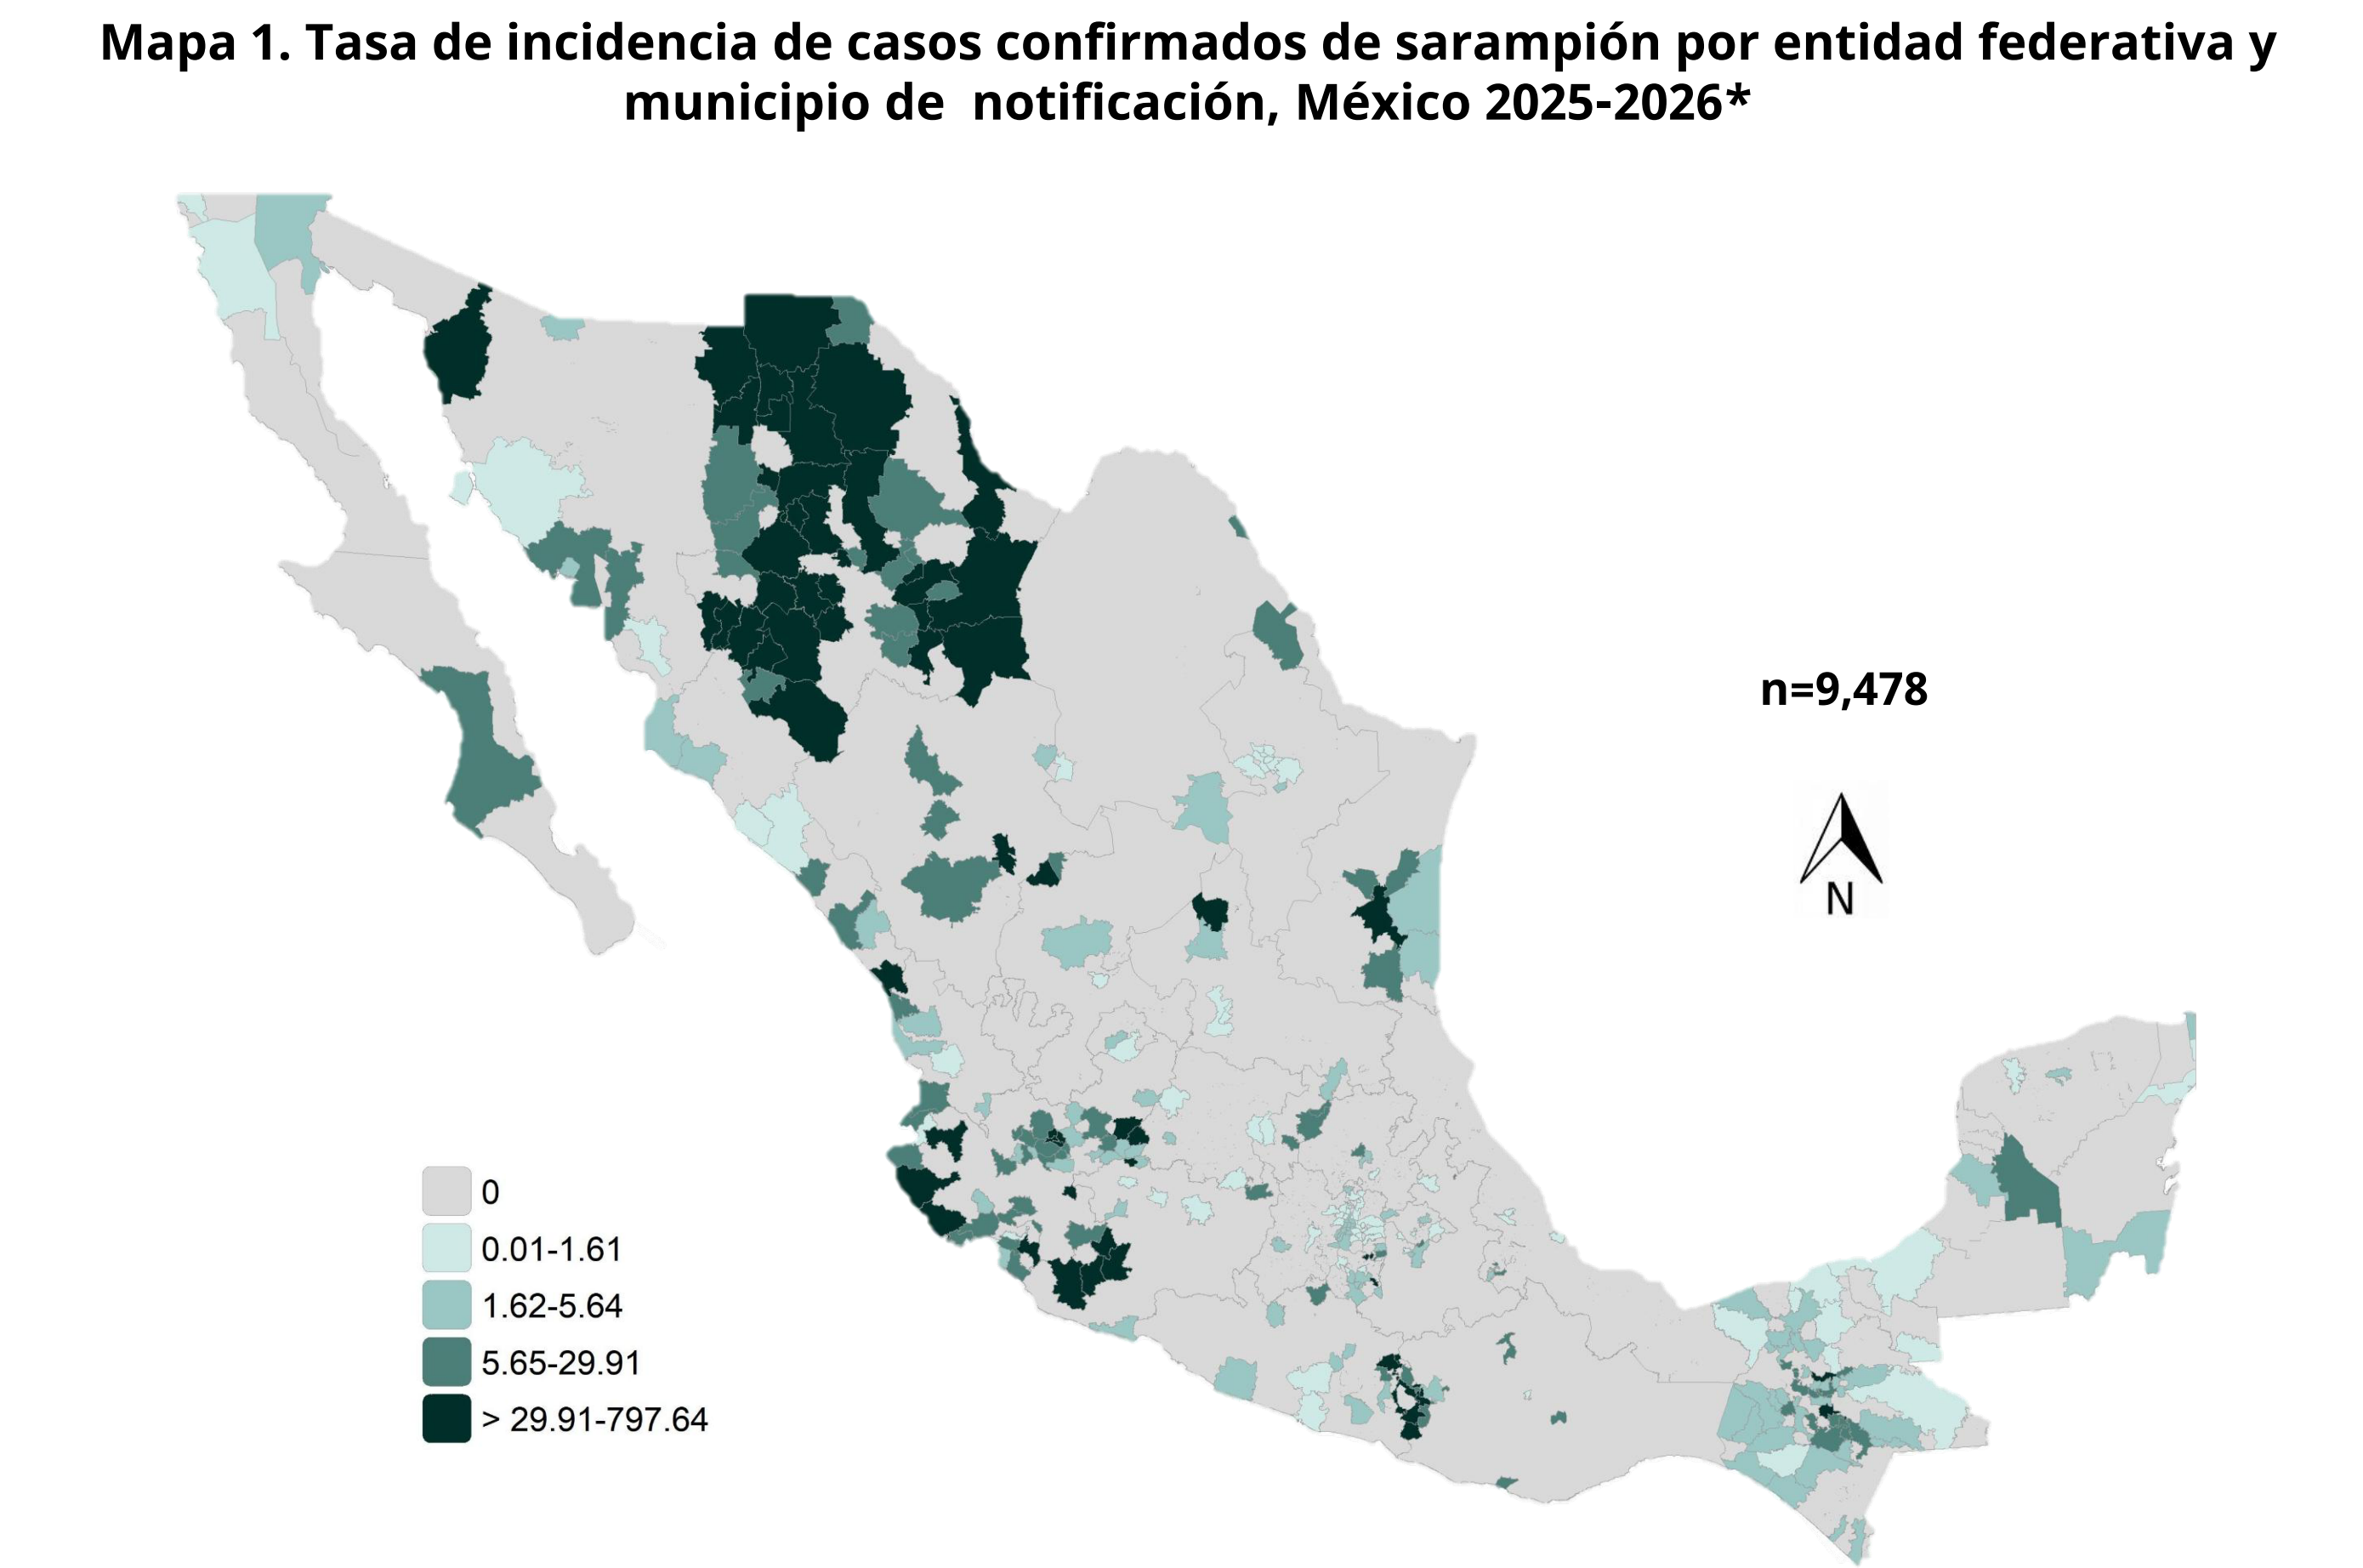 Mapa 1. Tasa de incidencia de casos confirmados de sarampión por entidad federativa y
municipio de  notificación, México 2025-2026*
n=9,478
N
0
0.01-1.61
1.62-5.64
5.65-29.91
> 29.91-797.64